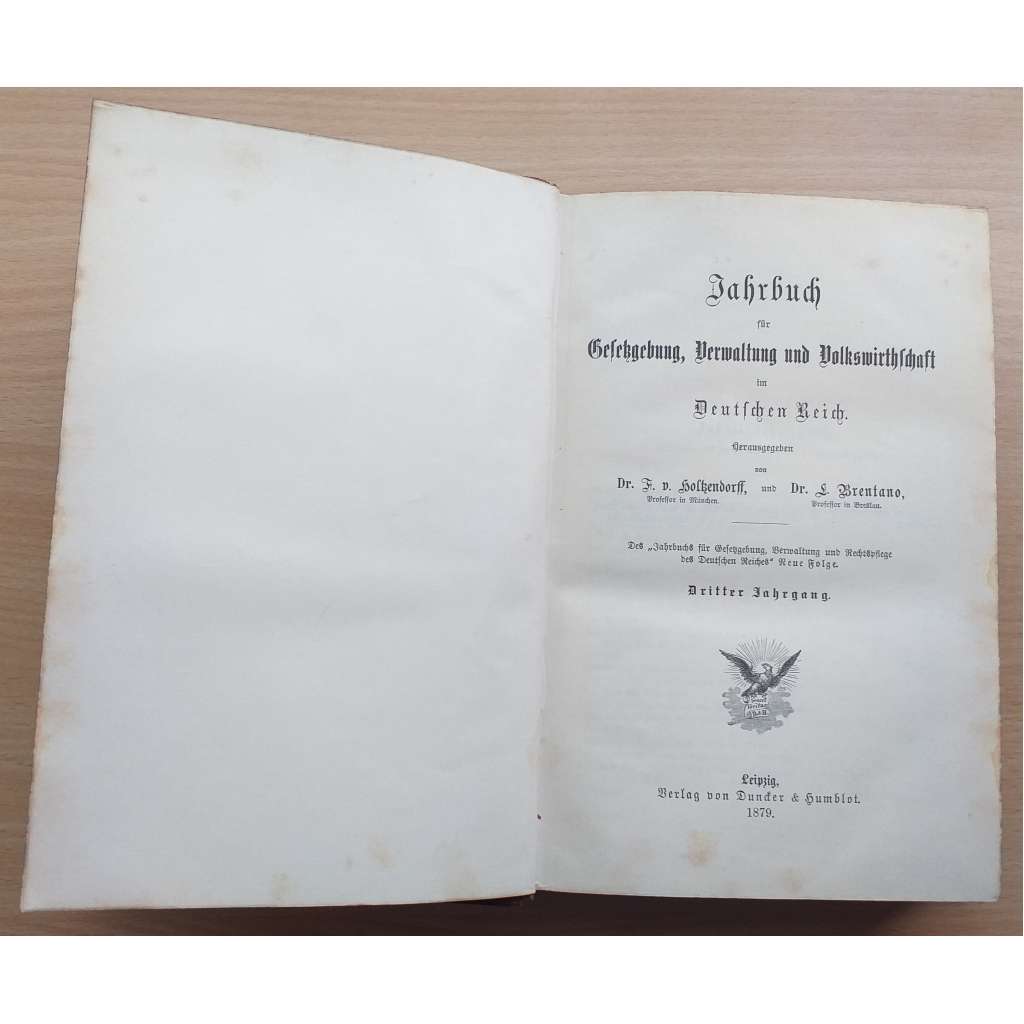 Jahrbuch
für
Gesetzgebung, Verwaltung und Volkswirthschaft
im
Deutschen Reich.
Herausgegeben
von
Dr. F. v. Holtzendorff, und Dr. L. Brentano,
Professor in München. Professor in Breslau.
Des „Jahrbuchs für Gesetzgebung, Verwaltung und Rechtspflege
des Deutschen Reiches“ Neue Folge.
Dritter Jahrgang.
Leipzig,
Verlag von Duncker & Humblot.
1879.